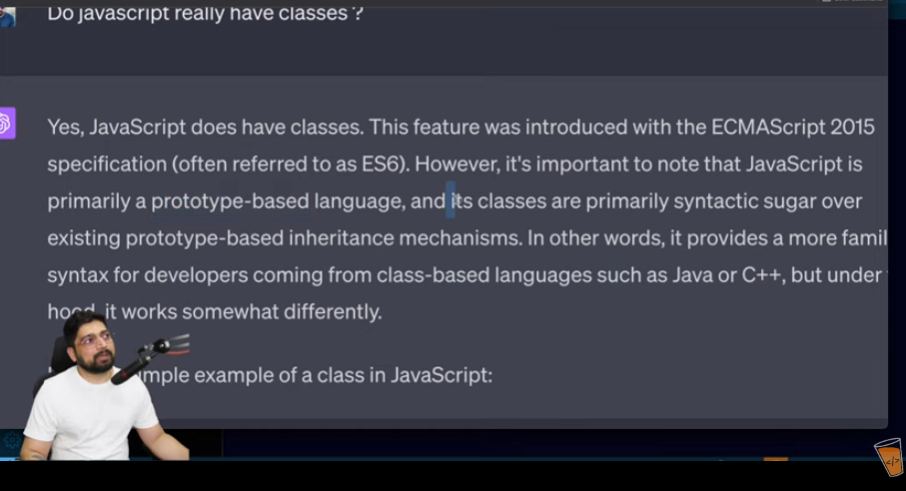 Do javascript really have classes ?
Yes, JavaScript does have classes. This feature was introduced with the ECMAScript 2015
specification (often referred to as ES6). However, it's important to note that JavaScript is
primarily a prototype-based language, and its classes are primarily syntactic sugar over
existing prototype-based inheritance mechanisms. In other words, it provides a more famil
syntax for developers coming from class-based languages such as Java or C++, but under
hood, it works somewhat differently.
mple example of a class in JavaScript: